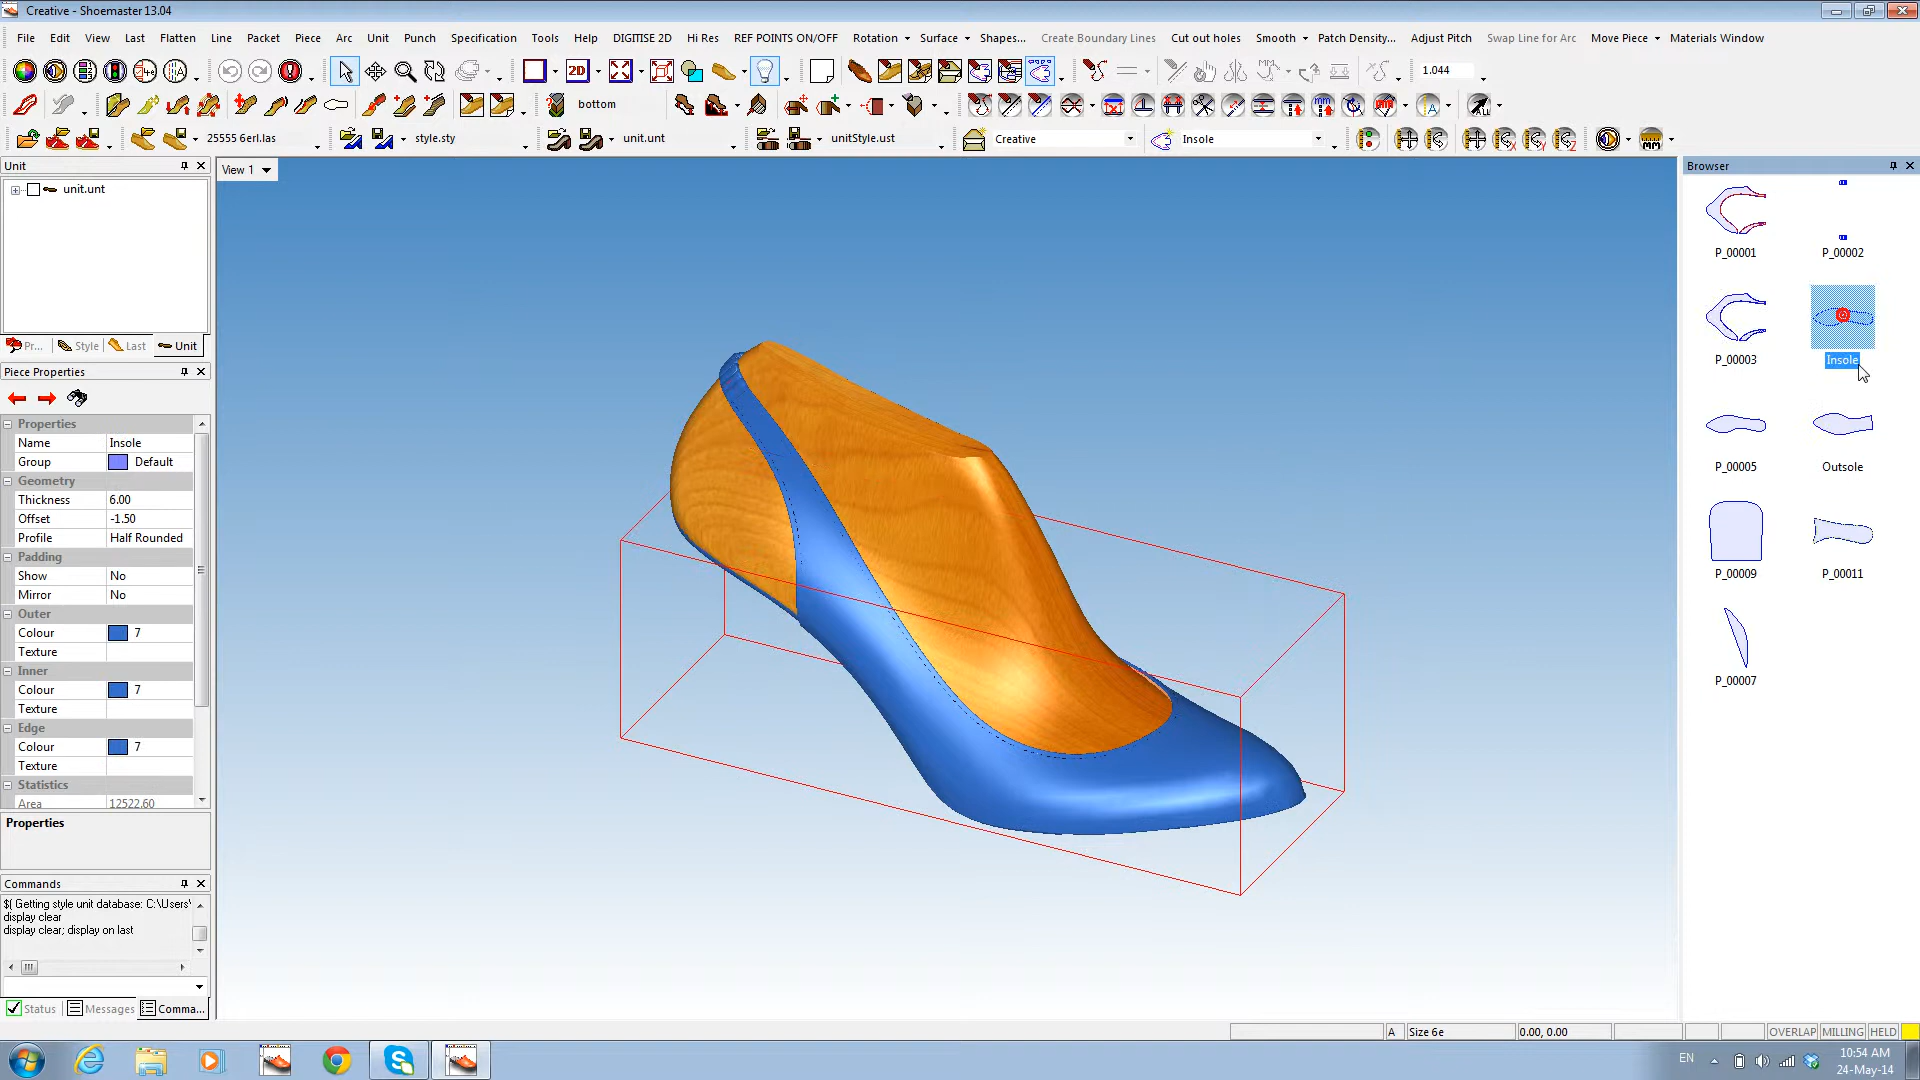 Creative - Shoemaster 13.04
File Edit View Last Flatten Line Packet Piece Arc Unit Punch Specification Tools Help DIGITISE 2D Hi Res REF POINTS ON/OFF Rotation Surface Shapes... Create Boundary Lines Cut out holes Smooth Patch Density... Adjust Pitch Swap Line for Arc Move Piece Materials Window
2D 1.044
bottom
25555 6erl.las style.sty unit.unt unitStyle.ust Creative Insole
Unit
View 1
Browser
unit.unt
P_00001 P_00002
P_00003 Insole
P_00005 Outsole
P_00009 P_00011
P_00007
Pr... Style Last Unit
Piece Properties
Properties
Name Insole
Group Default
Geometry
Thickness 6.00
Offset -1.50
Profile Half Rounded
Padding
Show No
Mirror No
Outer
Colour 7
Texture
Inner
Colour 7
Texture
Edge
Colour 7
Texture
Statistics
Area 12522.60
Properties
Commands
$( Getting style unit database: C:\Users\
display clear
display clear; display on last
Status Messages Comma...
A Size 6e 0.00, 0.00 OVERLAP MILLING HELD
EN 10:54 AM
24-May-14